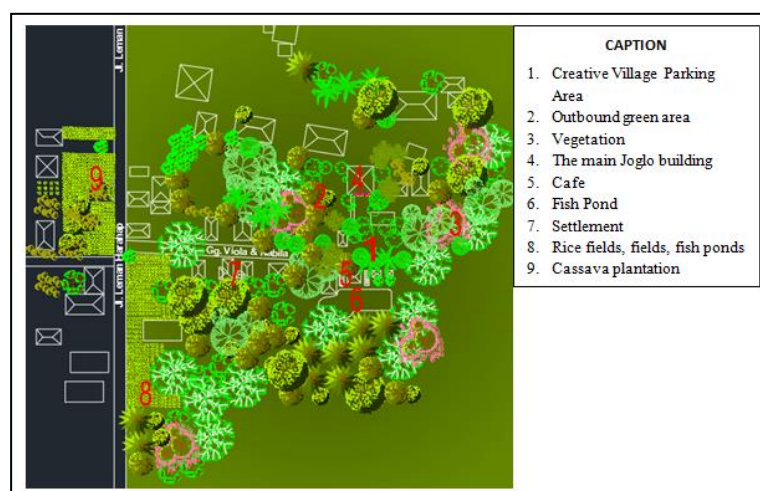 Jl. Leman
Jl. Leman Harahap
Gg. Viola & Nabila
1
2
3
4
5
6
7
8
9
CAPTION
1. Creative Village Parking
Area
2. Outbound green area
3. Vegetation
4. The main Joglo building
5. Cafe
6. Fish Pond
7. Settlement
8. Rice fields, fields, fish ponds
9. Cassava plantation